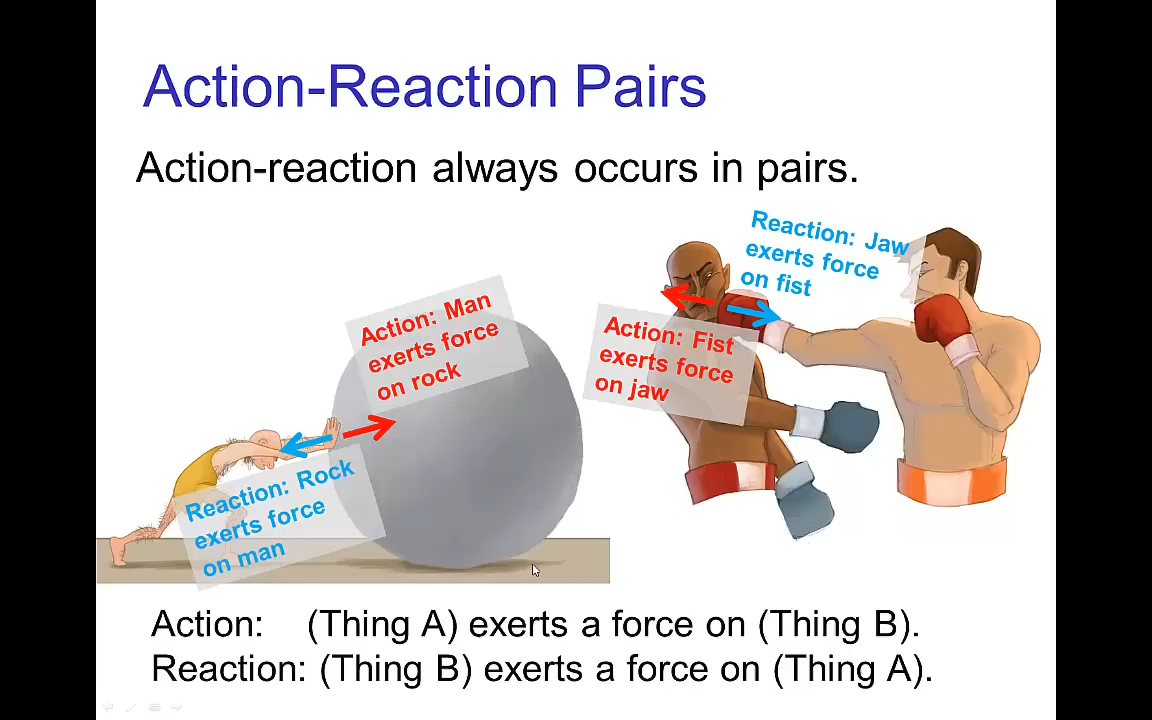 Action-Reaction Pairs
Action-reaction always occurs in pairs.
Reaction: Jaw
exerts force
on fist
Action: Man
exerts force
on rock
Action: Fist
exerts force
on jaw
Reaction: Rock
exerts force
on man
Action: (Thing A) exerts a force on (Thing B).
Reaction: (Thing B) exerts a force on (Thing A).